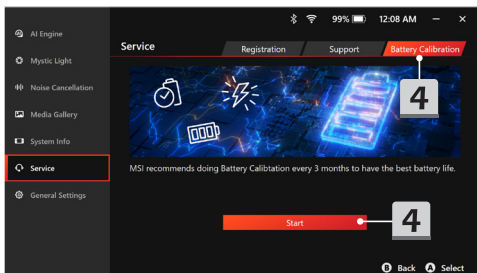 99% 12:08 AM
AI Engine
Service
Registration
Support
Battery Calibration
Mystic Light
4
Noise Cancellation
Media Gallery
System Info
MSI recommends doing Battery Calibtation every 3 months to have the best battery life.
Service
General Settings
Start
4
B Back A Select